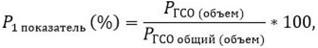 P1 показатель (%) = PГСО (объем) / PГСО общий (объем) * 100,